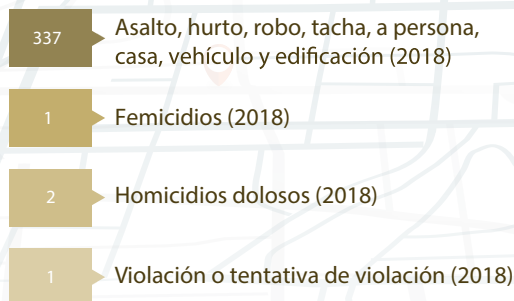 337
Asalto, hurto, robo, tacha, a persona,
casa, vehículo y edificación (2018)
1
Femicidios (2018)
2
Homicidios dolosos (2018)
1
Violación o tentativa de violación (2018)